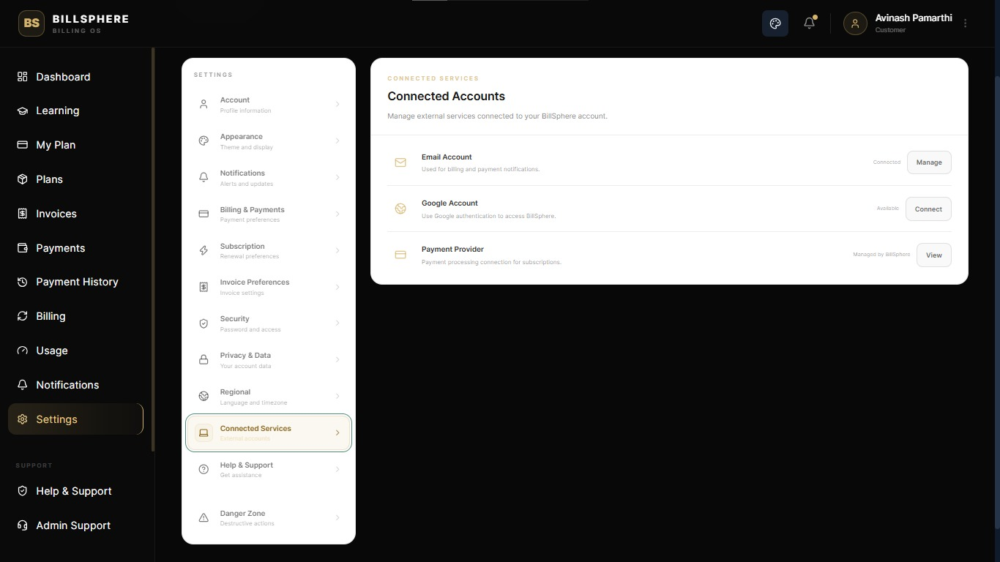 BS
BILLSPHERE
BILLING OS
Avinash Pamarthi
Customer
Dashboard
Learning
My Plan
Plans
Invoices
Payments
Payment History
Billing
Usage
Notifications
Settings
SUPPORT
Help & Support
Admin Support
SETTINGS
Account
Profile information
Appearance
Theme and display
Notifications
Alerts and updates
Billing & Payments
Payment preferences
Subscription
Renewal preferences
Invoice Preferences
Invoice settings
Security
Password and access
Privacy & Data
Your account data
Regional
Language and timezone
Connected Services
External accounts
Help & Support
Get assistance
Danger Zone
Destructive actions
CONNECTED SERVICES
Connected Accounts
Manage external services connected to your BillSphere account.
Email Account
Used for billing and payment notifications.
Connected
Manage
Google Account
Use Google authentication to access BillSphere.
Available
Connect
Payment Provider
Payment processing connection for subscriptions.
Managed by BillSphere
View